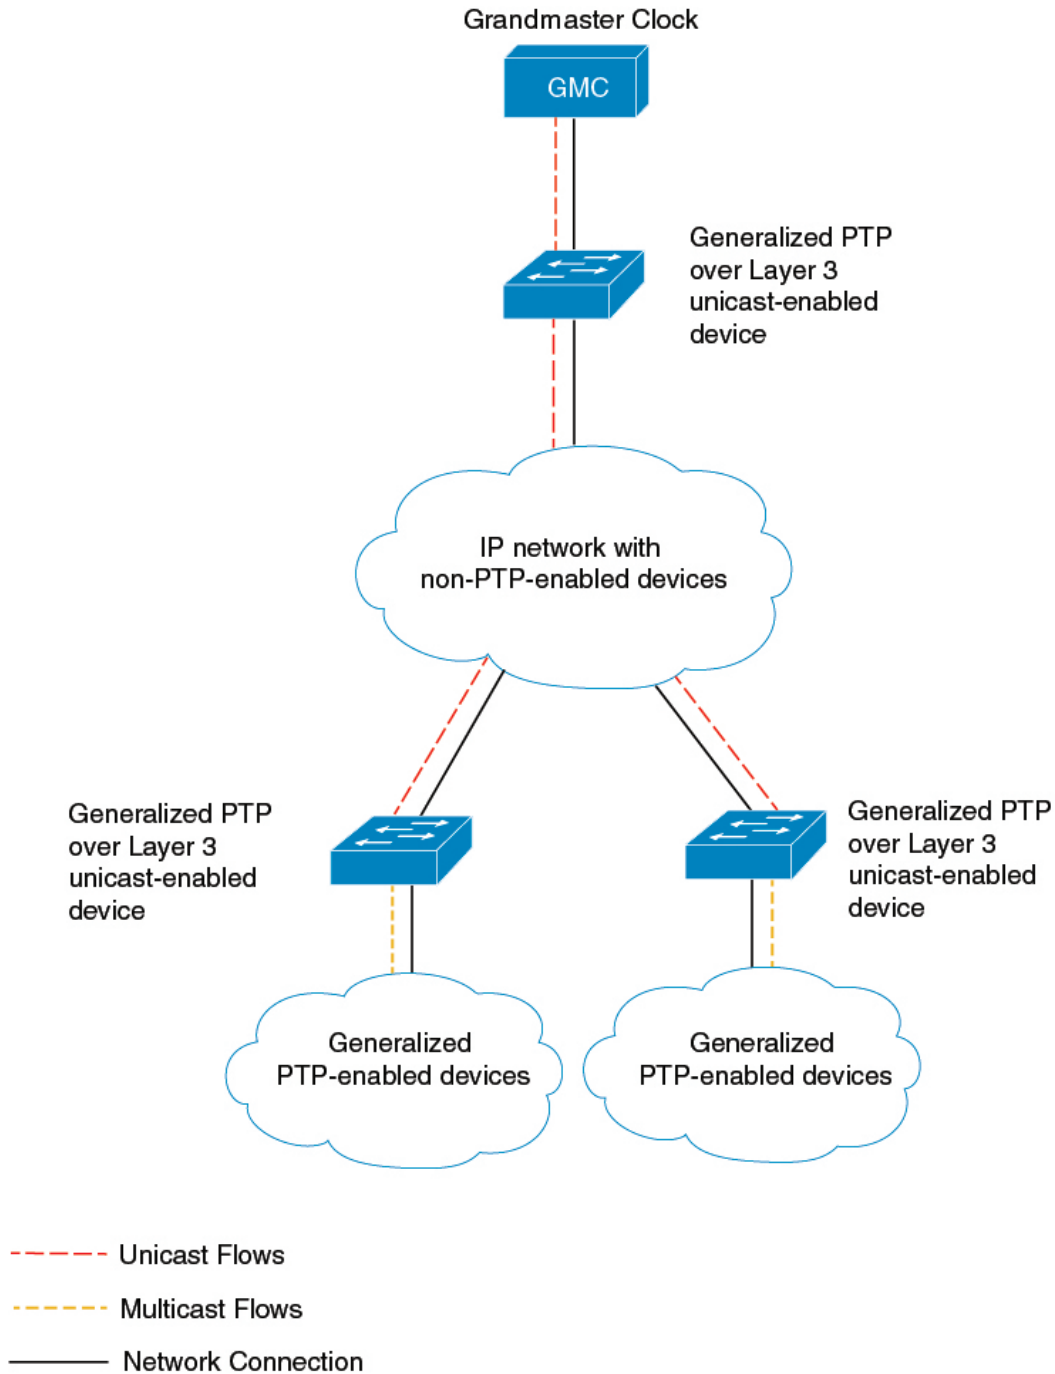 Grandmaster Clock
GMC
Generalized PTP
over Layer 3
unicast-enabled
device
IP network with
non-PTP-enabled devices
Generalized PTP
over Layer 3
unicast-enabled
device
Generalized PTP
over Layer 3
unicast-enabled
device
Generalized
PTP-enabled devices
Generalized
PTP-enabled devices
Unicast Flows
Multicast Flows
Network Connection